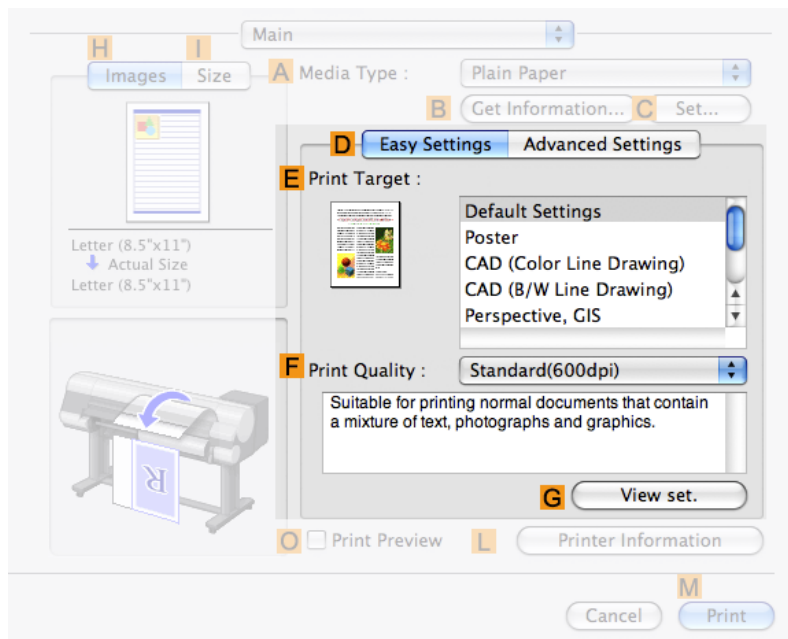 Main
H
I
Images Size
A Media Type : Plain Paper
B Get Information... C Set...
D Easy Settings Advanced Settings
E Print Target :
Default Settings
Poster
CAD (Color Line Drawing)
CAD (B/W Line Drawing)
Perspective, GIS
Letter (8.5"x11")
Actual Size
Letter (8.5"x11")
F Print Quality : Standard(600dpi)
Suitable for printing normal documents that contain
a mixture of text, photographs and graphics.
R
G View set.
O Print Preview L Printer Information
M
Cancel Print